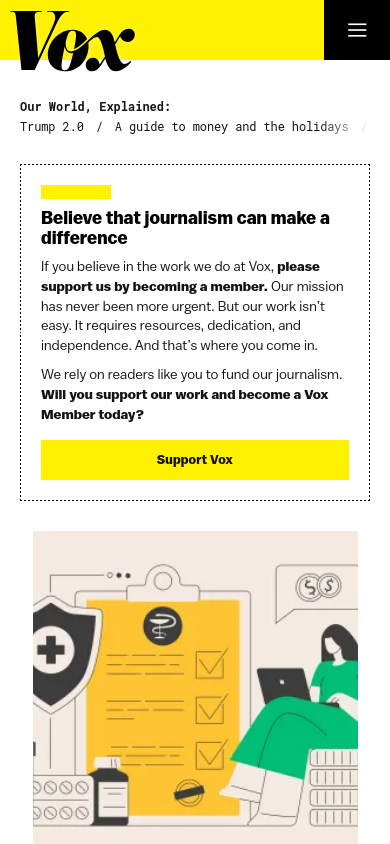 Vox
Our World, Explained:
Trump 2.0 / A guide to money and the holidays /
Believe that journalism can make a
difference
If you believe in the work we do at Vox, please
support us by becoming a member. Our mission
has never been more urgent. But our work isn't
easy. It requires resources, dedication, and
independence. And that's where you come in.
We rely on readers like you to fund our journalism.
Will you support our work and become a Vox
Member today?
Support Vox